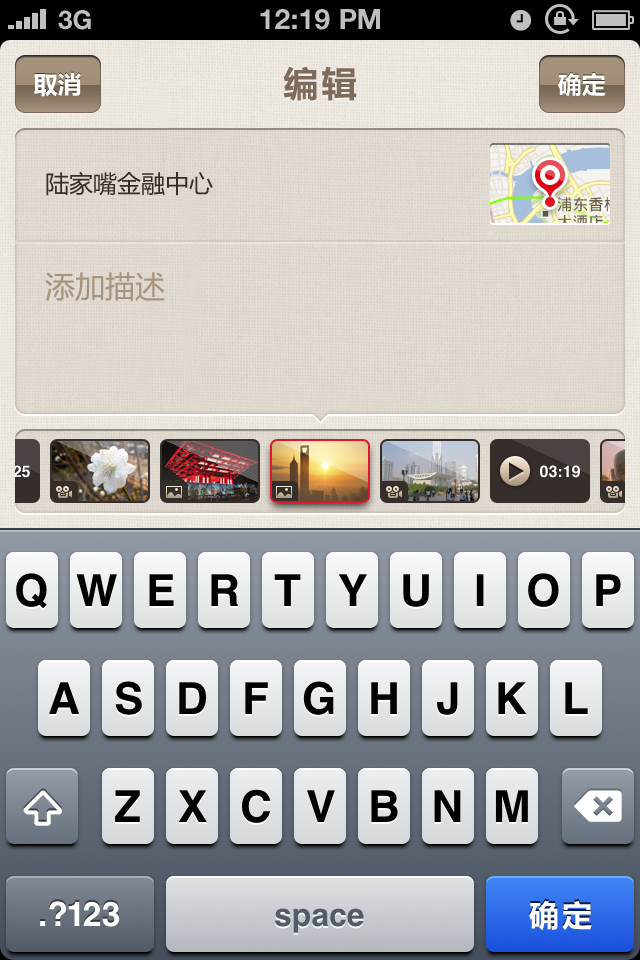 3G 12:19 PM
取消 编辑 确定
陆家嘴金融中心
浦东香
大酒店
添加描述
25 03:19
Q W E R T Y U I O P
A S D F G H J K L
Z X C V B N M
.?123 space 确定